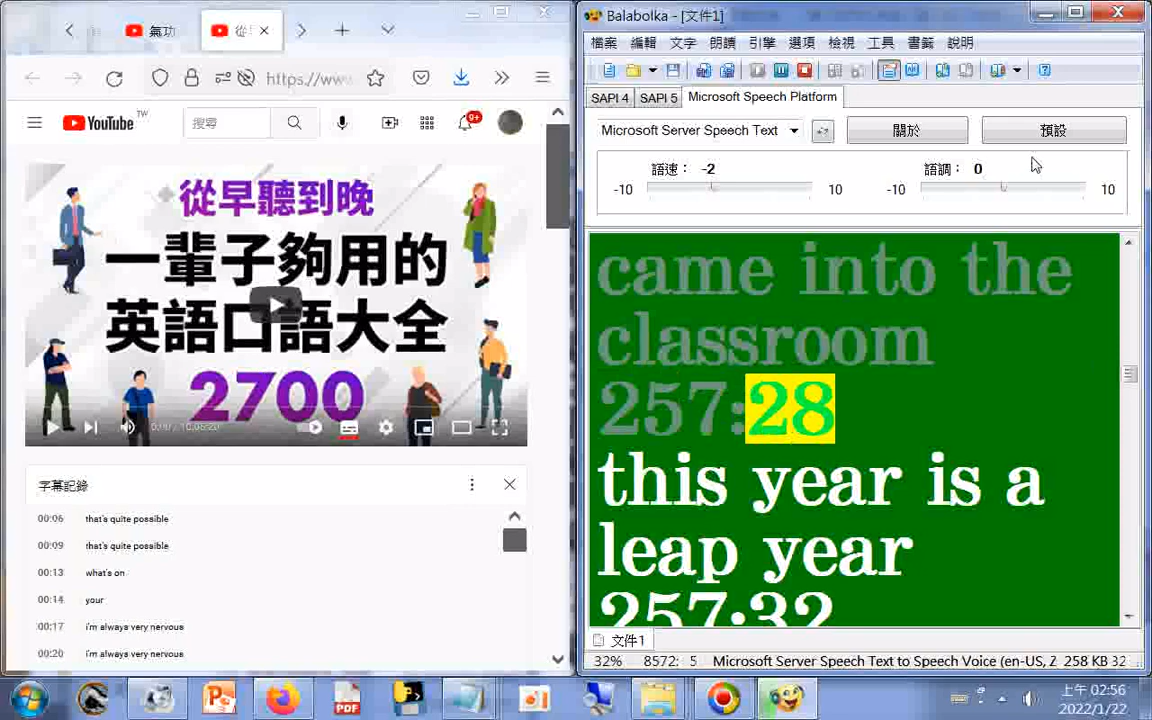 氣功
從
https://www
YouTube TW
搜尋
9+
從早聽到晚
一輩子夠用的
英語口語大全
2700
字幕記錄
00:06 that's quite possible
00:09 that's quite possible
00:13 what's on
00:14 your
00:17 i'm always very nervous
00:20 i'm always very nervous
Balabolka - [文件1]
檔案 編輯 文字 朗讀 引擎 選項 檢視 工具 書籤 說明
SAPI 4 SAPI 5 Microsoft Speech Platform
Microsoft Server Speech Text 關於 預設
語速： -2 語調： 0
-10 10 -10 10
came into the
classroom
257:28
this year is a
leap year
257:32
文件1
32% 8572: 5 Microsoft Server Speech Text to Speech Voice (en-US, Z 258 KB 32
PDF
上午 02:56
2022/1/22